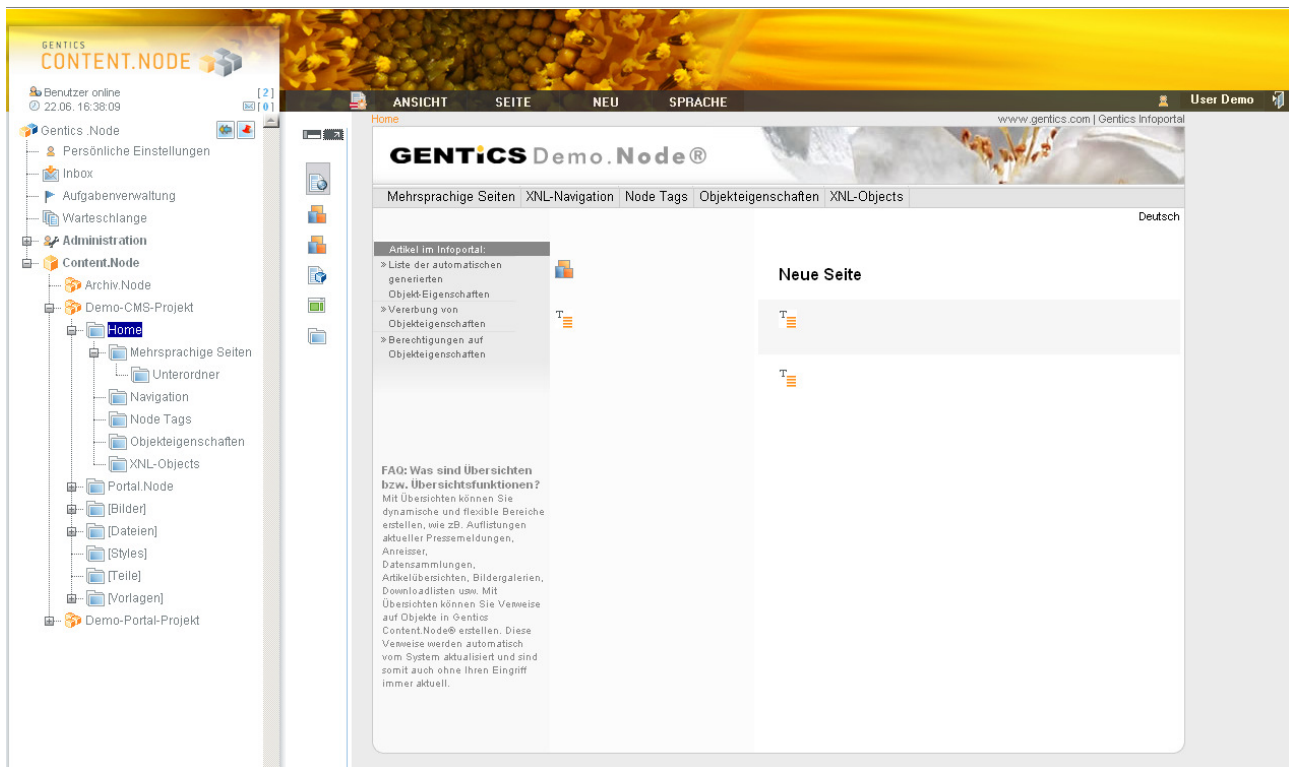 GENTICS
CONTENT.NODE
Benutzer online [2]
22.06. 16:38:09 [0]
ANSICHT SEITE NEU SPRACHE
User Demo
Gentics .Node
Persönliche Einstellungen
Inbox
Aufgabenverwaltung
Warteschlange
Administration
Content.Node
Archiv.Node
Demo-CMS-Projekt
Home
Mehrsprachige Seiten
Unterordner
Navigation
Node Tags
Objekteigenschaften
XNL-Objects
Portal.Node
[Bilder]
[Dateien]
[Styles]
[Teile]
[Vorlagen]
Demo-Portal-Projekt
Home
www.gentics.com | Gentics Infoportal
GENTiCS Demo.Node®
Mehrsprachige Seiten XNL-Navigation Node Tags Objekteigenschaften XNL-Objects
Deutsch
Artikel im Infoportal:
» Liste der automatischen
generierten
Objekt-Eigenschaften
» Vererbung von
Objekteigenschaften
» Berechtigungen auf
Objekteigenschaften
Neue Seite
T
T
T
FAQ: Was sind Übersichten
bzw. Übersichtsfunktionen?
Mit Übersichten können Sie
dynamische und flexible Bereiche
erstellen, wie zB. Auflistungen
aktueller Pressemeldungen,
Anreisser,
Datensammlungen,
Artikelübersichten, Bildergalerien,
Downloadlisten usw. Mit
Übersichten können Sie Verweise
auf Objekte in Gentics
Content.Node® erstellen. Diese
Verweise werden automatisch
vom System aktualisiert und sind
somit auch ohne Ihren Eingriff
immer aktuell.